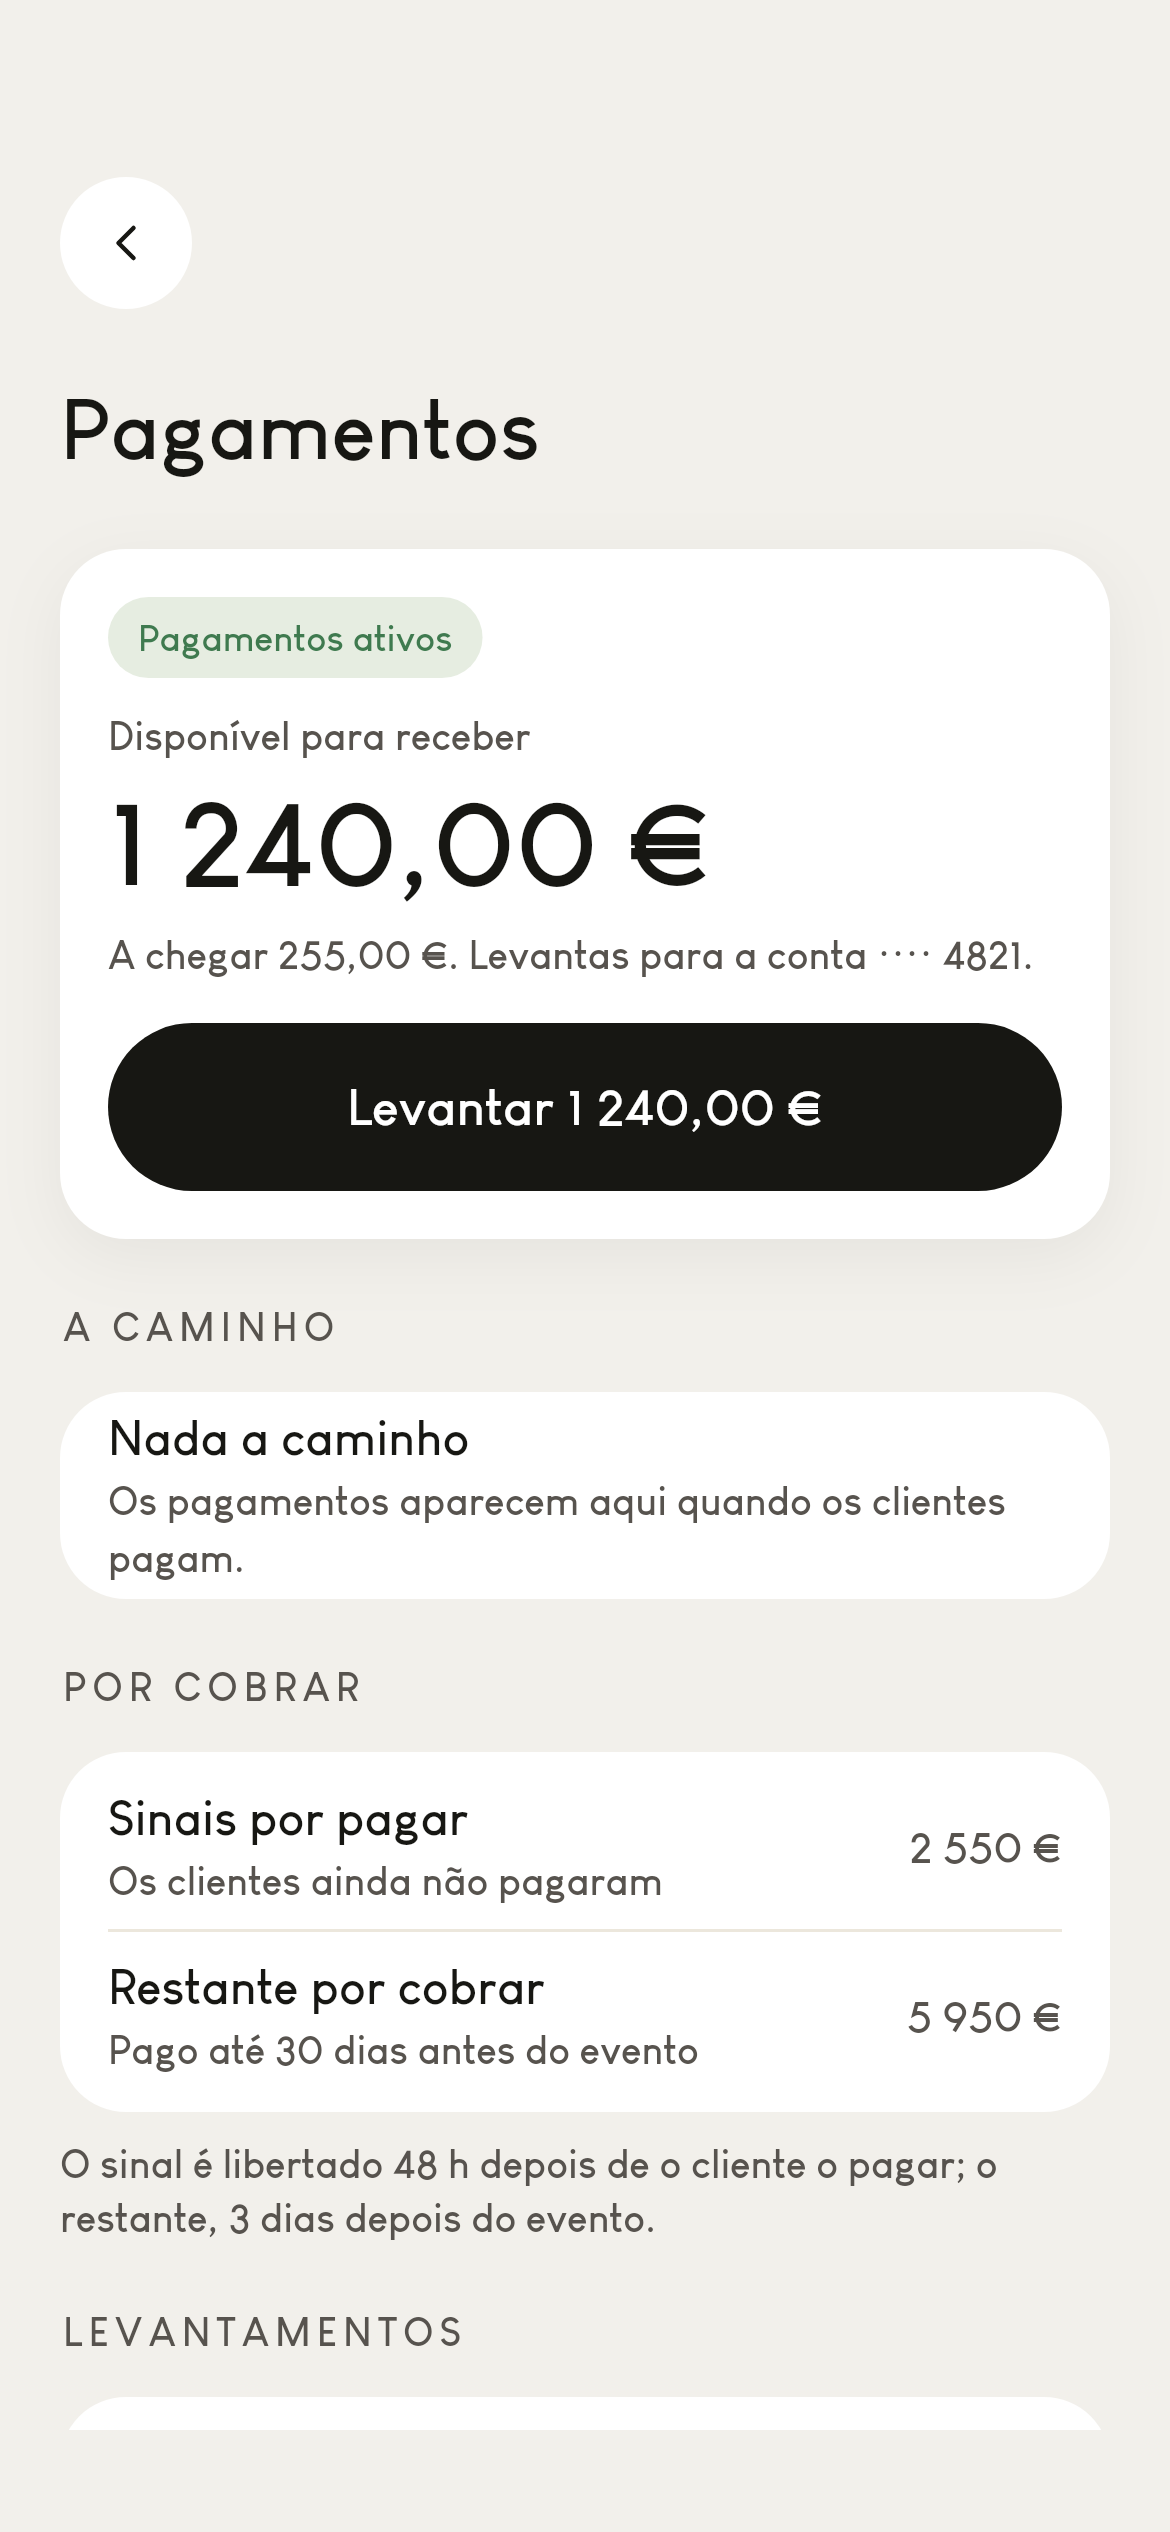 Pagamentos
Pagamentos ativos
Disponível para receber
1 240,00 €
A chegar 255,00 €. Levantas para a conta ···· 4821.
Levantar 1 240,00 €
A CAMINHO
Nada a caminho
Os pagamentos aparecem aqui quando os clientes
pagam.
POR COBRAR
Sinais por pagar
2 550 €
Os clientes ainda não pagaram
Restante por cobrar
5 950 €
Pago até 30 dias antes do evento
O sinal é libertado 48 h depois de o cliente o pagar; o
restante, 3 dias depois do evento.
LEVANTAMENTOS